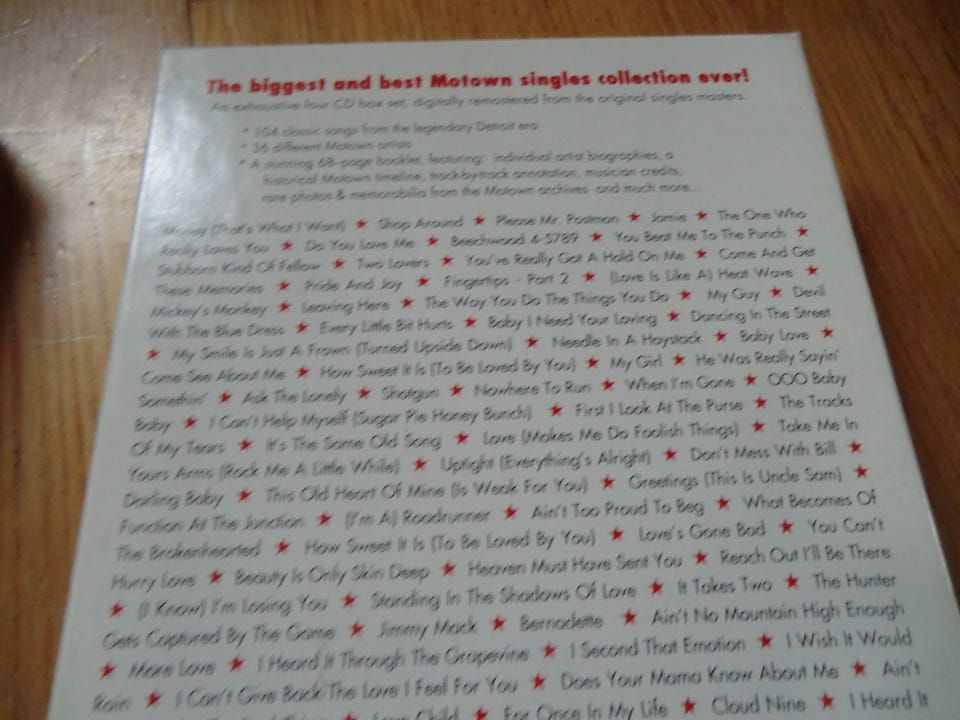 The biggest and best Motown singles collection ever!
An exhaustive four CD box set, digitally remastered from the original singles masters.
* 104 classic songs from the legendary Detroit era
* 36 different Motown artists
* A stunning 68-page booklet, featuring: individual artist biographies, a
historical Motown timeline, track-by-track annotation, musician credits,
rare photos & memorabilia from the Motown archives and much more...
Money (That's What I Want) ★ Shop Around ★ Please Mr. Postman ★ Jamie ★ The One Who
Really Loves You ★ Do You Love Me ★ Beechwood 4-5789 ★ You Beat Me To The Punch ★
Stubborn Kind Of Fellow ★ Two Lovers ★ You've Really Got A Hold On Me ★ Come And Get
These Memories ★ Pride And Joy ★ Fingertips - Part 2 ★ (Love Is Like A) Heat Wave ★
Mickey's Monkey ★ Leaving Here ★ The Way You Do The Things You Do ★ My Guy ★ Devil
With The Blue Dress ★ Every Little Bit Hurts ★ Baby I Need Your Loving ★ Dancing In The Street
★ My Smile Is Just A Frown (Turned Upside Down) ★ Needle In A Haystack ★ Baby Love ★
Come See About Me ★ How Sweet It Is (To Be Loved By You) ★ My Girl ★ He Was Really Sayin'
Somethin' ★ Ask The Lonely ★ Shotgun ★ Nowhere To Run ★ When I'm Gone ★ OOO Baby
Baby ★ I Can't Help Myself (Sugar Pie Honey Bunch) ★ First I Look At The Purse ★ The Tracks
Of My Tears ★ It's The Same Old Song ★ Love (Makes Me Do Foolish Things) ★ Take Me In
Yours Arms (Rock Me A Little While) ★ Uptight (Everything's Alright) ★ Don't Mess With Bill ★
Darling Baby ★ This Old Heart Of Mine (Is Weak For You) ★ Greetings (This Is Uncle Sam) ★
Function At The Junction ★ (I'm A) Roadrunner ★ Ain't Too Proud To Beg ★ What Becomes Of
The Brokenhearted ★ How Sweet It Is (To Be Loved By You) ★ Love's Gone Bad ★ You Can't
Hurry Love ★ Beauty Is Only Skin Deep ★ Heaven Must Have Sent You ★ Reach Out I'll Be There
★ (I Know) I'm Losing You ★ Standing In The Shadows Of Love ★ It Takes Two ★ The Hunter
Gets Captured By The Game ★ Jimmy Mack ★ Bernadette ★ Ain't No Mountain High Enough
★ More Love ★ I Heard It Through The Grapevine ★ I Second That Emotion ★ I Wish It Would
Rain ★ I Can't Give Back The Love I Feel For You ★ Does Your Mama Know About Me ★ Ain't
Thing ★ Love Child ★ For Once In My Life ★ Cloud Nine ★ I Heard It